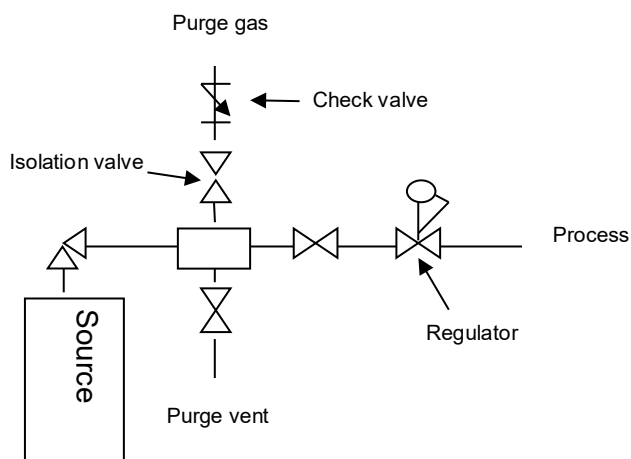 Purge gas
Check valve
Isolation valve
Process
Source
Regulator
Purge vent